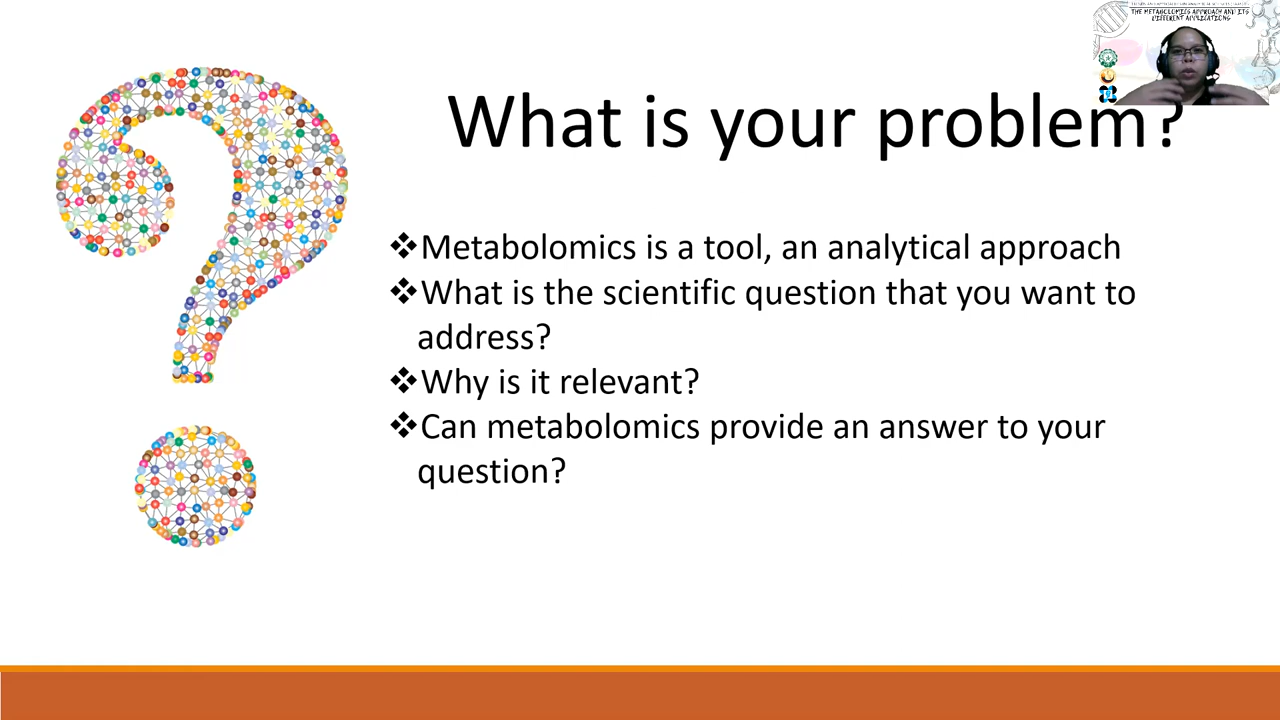 THE METABOLOMICS APPROACH AND ITS
DIFFERENT APPLICATIONS
What is your problem?
❖Metabolomics is a tool, an analytical approach
❖What is the scientific question that you want to
address?
❖Why is it relevant?
❖Can metabolomics provide an answer to your
question?